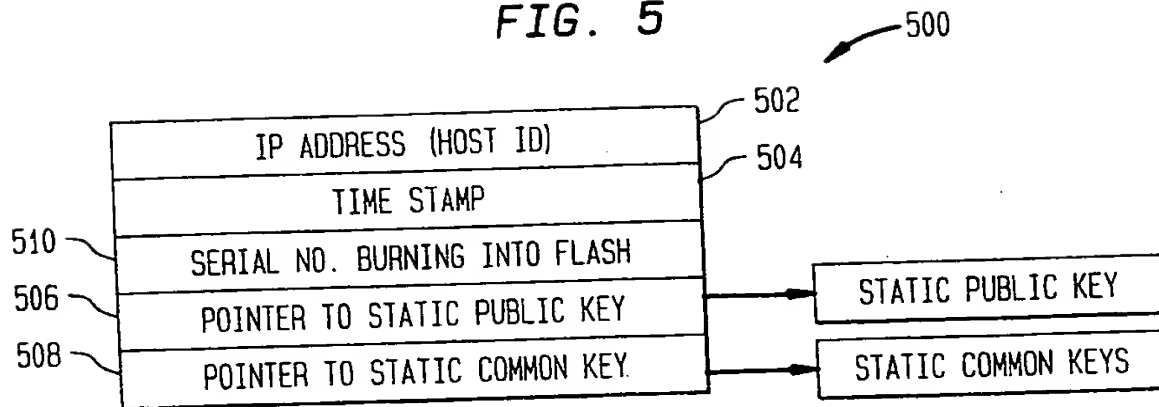 FIG. 5
500
502
IP ADDRESS (HOST ID)
504
TIME STAMP
510
SERIAL NO. BURNING INTO FLASH
506
POINTER TO STATIC PUBLIC KEY
STATIC PUBLIC KEY
508
POINTER TO STATIC COMMON KEY
STATIC COMMON KEYS